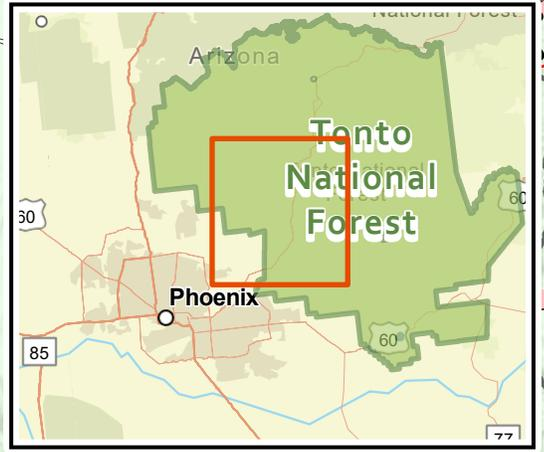 National Forest
Arizona
Tonto
National
Forest
60
60
Phoenix
60
85
77